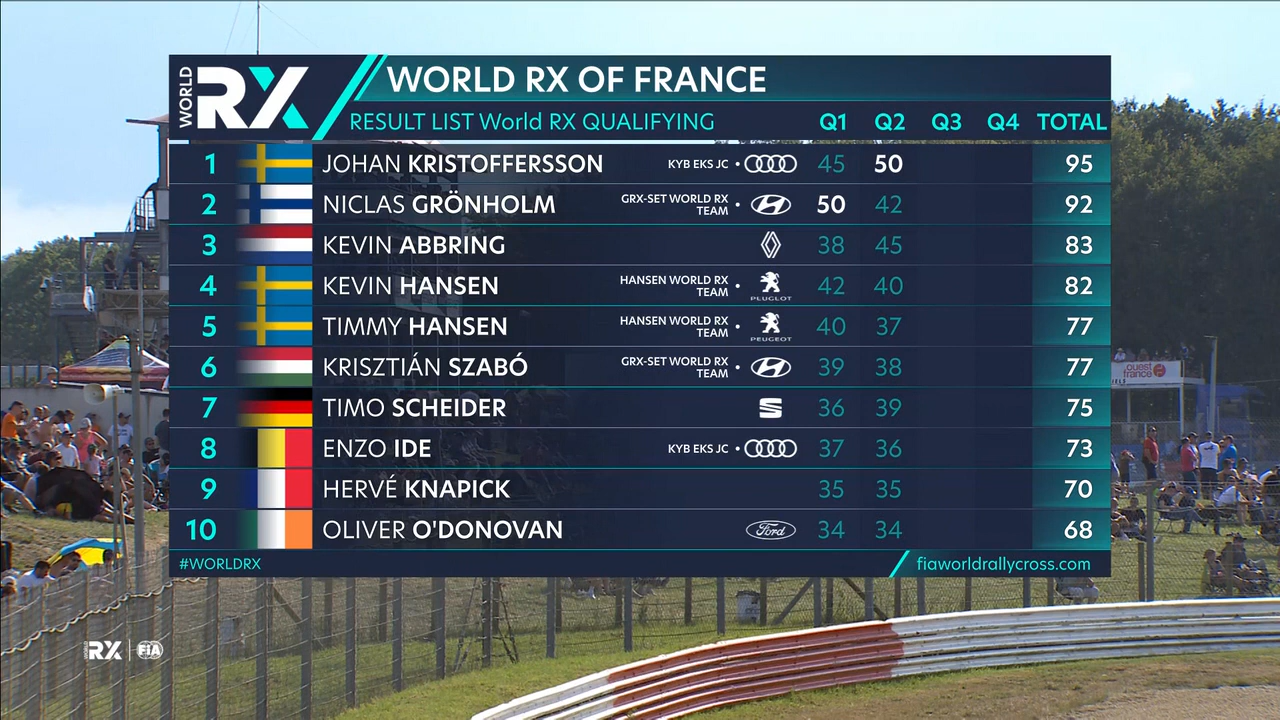 WORLD RX WORLD RX OF FRANCE
RESULT LIST World RX QUALIFYING Q1 Q2 Q3 Q4 TOTAL
1 JOHAN KRISTOFFERSSON KYB EKS JC • 45 50 95
2 NICLAS GRÖNHOLM GRX-SET WORLD RX TEAM • 50 42 92
3 KEVIN ABBRING 38 45 83
4 KEVIN HANSEN HANSEN WORLD RX TEAM • PEUGEOT 42 40 82
5 TIMMY HANSEN HANSEN WORLD RX TEAM • PEUGEOT 40 37 77
6 KRISZTIÁN SZABÓ GRX-SET WORLD RX TEAM • 39 38 77
7 TIMO SCHEIDER 36 39 75
8 ENZO IDE KYB EKS JC • 37 36 73
9 HERVÉ KNAPICK 35 35 70
10 OLIVER O'DONOVAN Ford 34 34 68
#WORLDRX fiaworldrallycross.com
ouest
france
RX FIA